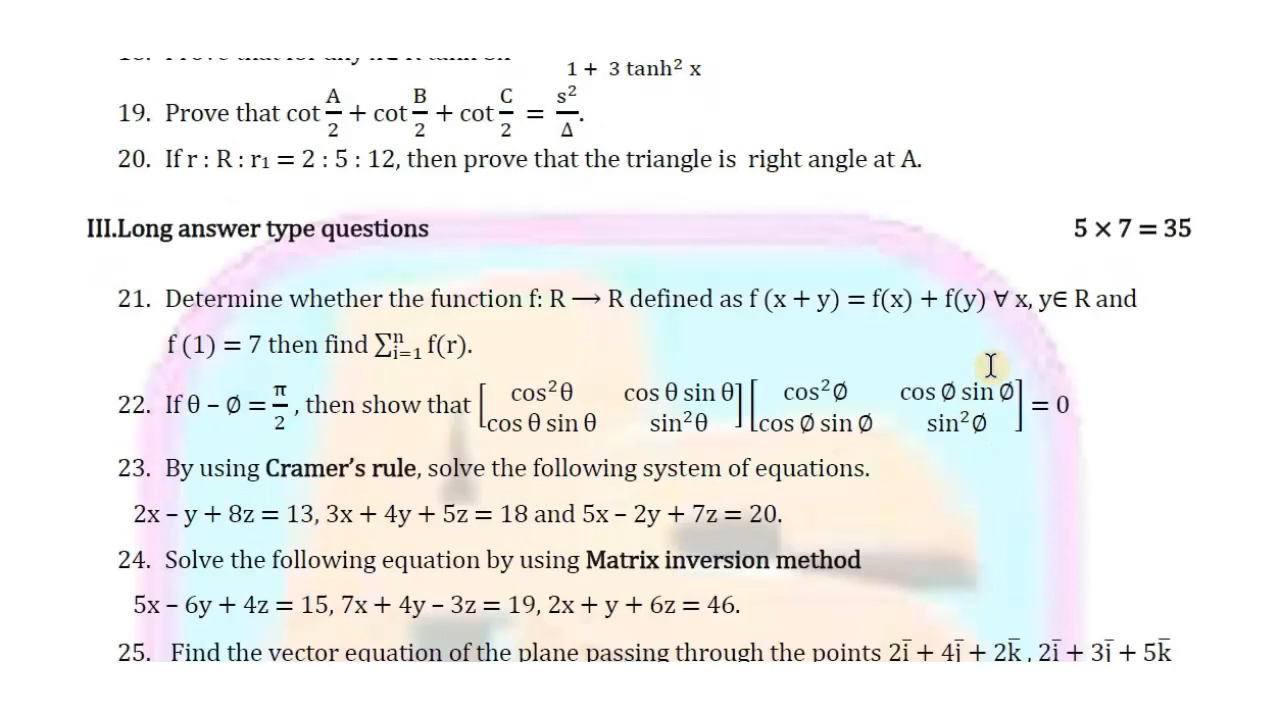 1 + 3 tanh² x
19. Prove that cot A/2 + cot B/2 + cot C/2 = s²/Δ.
20. If r : R : r₁ = 2 : 5 : 12, then prove that the triangle is right angle at A.
III.Long answer type questions 5 × 7 = 35
21. Determine whether the function f: R ⟶ R defined as f (x + y) = f(x) + f(y) ∀ x, y∈ R and
f (1) = 7 then find ∑ⁿᵢ₌₁ f(r).
22. If θ – Ø = π/2 , then show that [cos²θ cos θ sin θ; cos θ sin θ sin²θ] [cos²Ø cos Ø sin Ø; cos Ø sin Ø sin²Ø] = 0
23. By using Cramer's rule, solve the following system of equations.
2x – y + 8z = 13, 3x + 4y + 5z = 18 and 5x – 2y + 7z = 20.
24. Solve the following equation by using Matrix inversion method
5x – 6y + 4z = 15, 7x + 4y – 3z = 19, 2x + y + 6z = 46.
25. Find the vector equation of the plane passing through the points 2i̅ + 4j̅ + 2k̅ , 2i̅ + 3j̅ + 5k̅